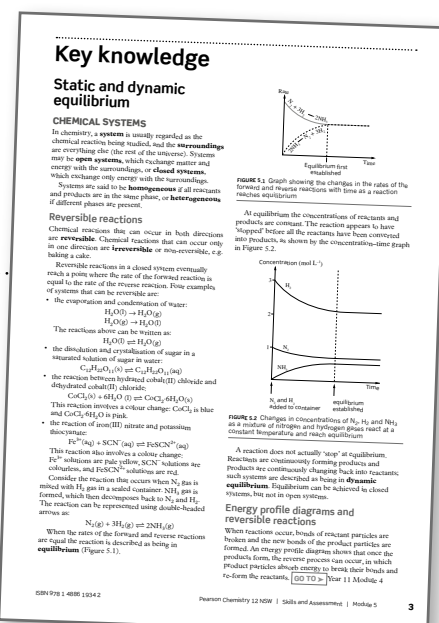 Key knowledge
Static and dynamic
equilibrium
CHEMICAL SYSTEMS
In chemistry, a system is usually regarded as the
chemical reaction being studied, and the surroundings
are everything else (the rest of the universe). Systems
may be open systems, which exchange matter and
energy with the surroundings, or closed systems,
which exchange only energy with the surroundings.
Systems are said to be homogeneous if all reactants
and products are in the same phase, or heterogeneous
if different phases are present.
Reversible reactions
Chemical reactions that can occur in both directions
are reversible. Chemical reactions that can occur only
in one direction are irreversible or non-reversible, e.g.
baking a cake.
Reversible reactions in a closed system eventually
reach a point where the rate of the forward reaction is
equal to the rate of the reverse reaction. Four examples
of systems that can be reversible are:
• the evaporation and condensation of water:
H₂O(l) → H₂O(g)
H₂O(g) → H₂O(l)
The reactions above can be written as:
H₂O(l) ⇌ H₂O(g)
• the dissolution and crystallisation of sugar in a
saturated solution of sugar in water:
C₁₂H₂₂O₁₁(s) ⇌ C₁₂H₂₂O₁₁(aq)
• the reaction between hydrated cobalt(II) chloride and
dehydrated cobalt(II) chloride:
CoCl₂(s) + 6H₂O (l) ⇌ CoCl₂·6H₂O(s)
This reaction involves a colour change: CoCl₂ is blue
and CoCl₂·6H₂O is pink.
• the reaction of iron(III) nitrate and potassium
thiocyanate:
Fe³⁺(aq) + SCN⁻(aq) ⇌ FeSCN²⁺(aq)
This reaction also involves a colour change:
Fe³⁺ solutions are pale yellow, SCN⁻ solutions are
colourless, and FeSCN²⁺ solutions are red.
Consider the reaction that occurs when N₂ gas is
mixed with H₂ gas in a sealed container. NH₃ gas is
formed, which then decomposes back to N₂ and H₂.
The reaction can be represented using double-headed
arrows as:
N₂(g) + 3H₂(g) ⇌ 2NH₃(g)
When the rates of the forward and reverse reactions
are equal the reaction is described as being in
equilibrium (Figure 5.1).
Rate
N₂ + 3H₂ → 2NH₃
Time
Equilibrium first
established
FIGURE 5.1 Graph showing the changes in the rates of the
forward and reverse reactions with time as a reaction
reaches equilibrium
At equilibrium the concentrations of reactants and
products are constant. The reaction appears to have
'stopped' before all the reactants have been converted
into products, as shown by the concentration–time graph
in Figure 5.2.
Concentration (mol L⁻¹)
3
H₂
2
1
N₂
NH₃
Time
N₂ and H₂
added to container
equilibrium
established
FIGURE 5.2 Changes in concentrations of N₂, H₂ and NH₃
as a mixture of nitrogen and hydrogen gases react at a
constant temperature and reach equilibrium
A reaction does not actually 'stop' at equilibrium.
Reactants are continuously forming products and
products are continuously changing back into reactants;
such systems are described as being in dynamic
equilibrium. Equilibrium can be achieved in closed
systems, but not in open systems.
Energy profile diagrams and
reversible reactions
When reactions occur, bonds of reactant particles are
broken and the new bonds of the product particles are
formed. An energy profile diagram shows that once the
products form, the reverse process can occur, in which
product particles absorb energy to break their bonds and
re-form the reactants. GO TO ► Year 11 Module 4
ISBN 978 1 4886 1934 2
Pearson Chemistry 12 NSW | Skills and Assessment | Module 5
3